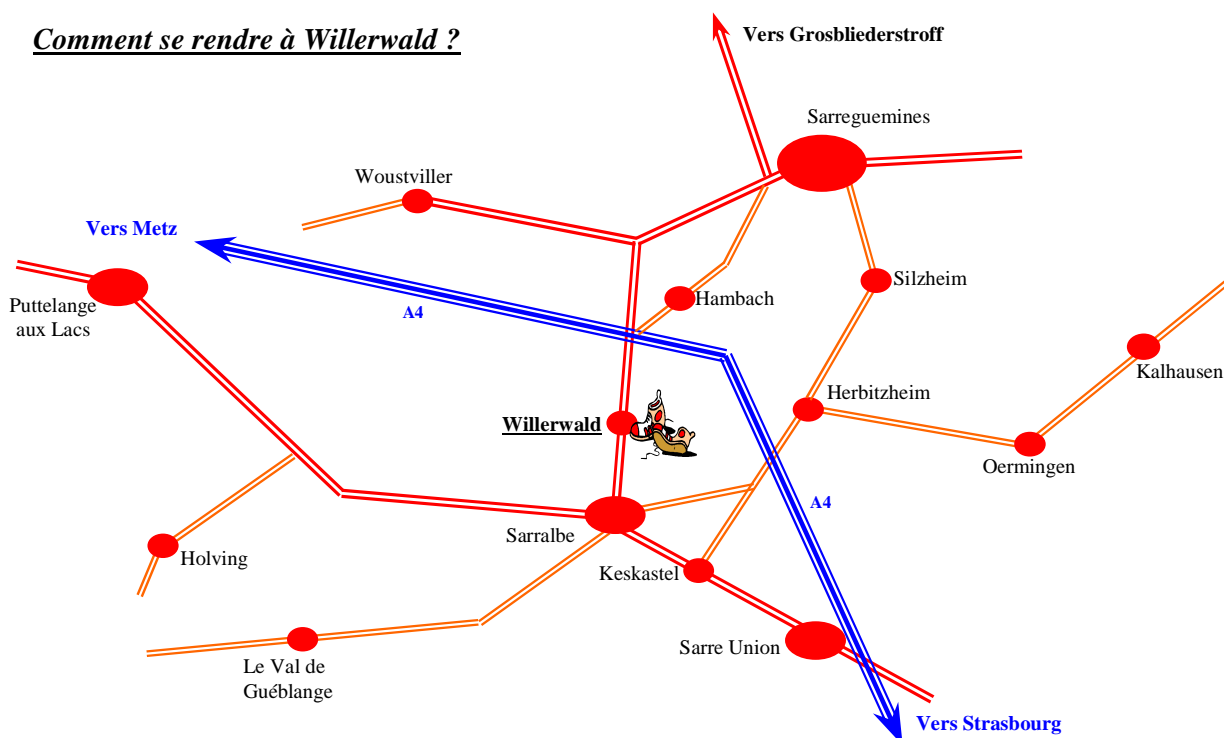 Comment se rendre à Willerwald ?
Vers Grosbliederstroff
Sarreguemines
Woustviller
Vers Metz
Silzheim
Hambach
Puttelange
aux Lacs
A4
Kalhausen
Herbitzheim
Willerwald
Oermingen
A4
Sarralbe
Holving
Keskastel
Sarre Union
Le Val de
Guéblange
Vers Strasbourg